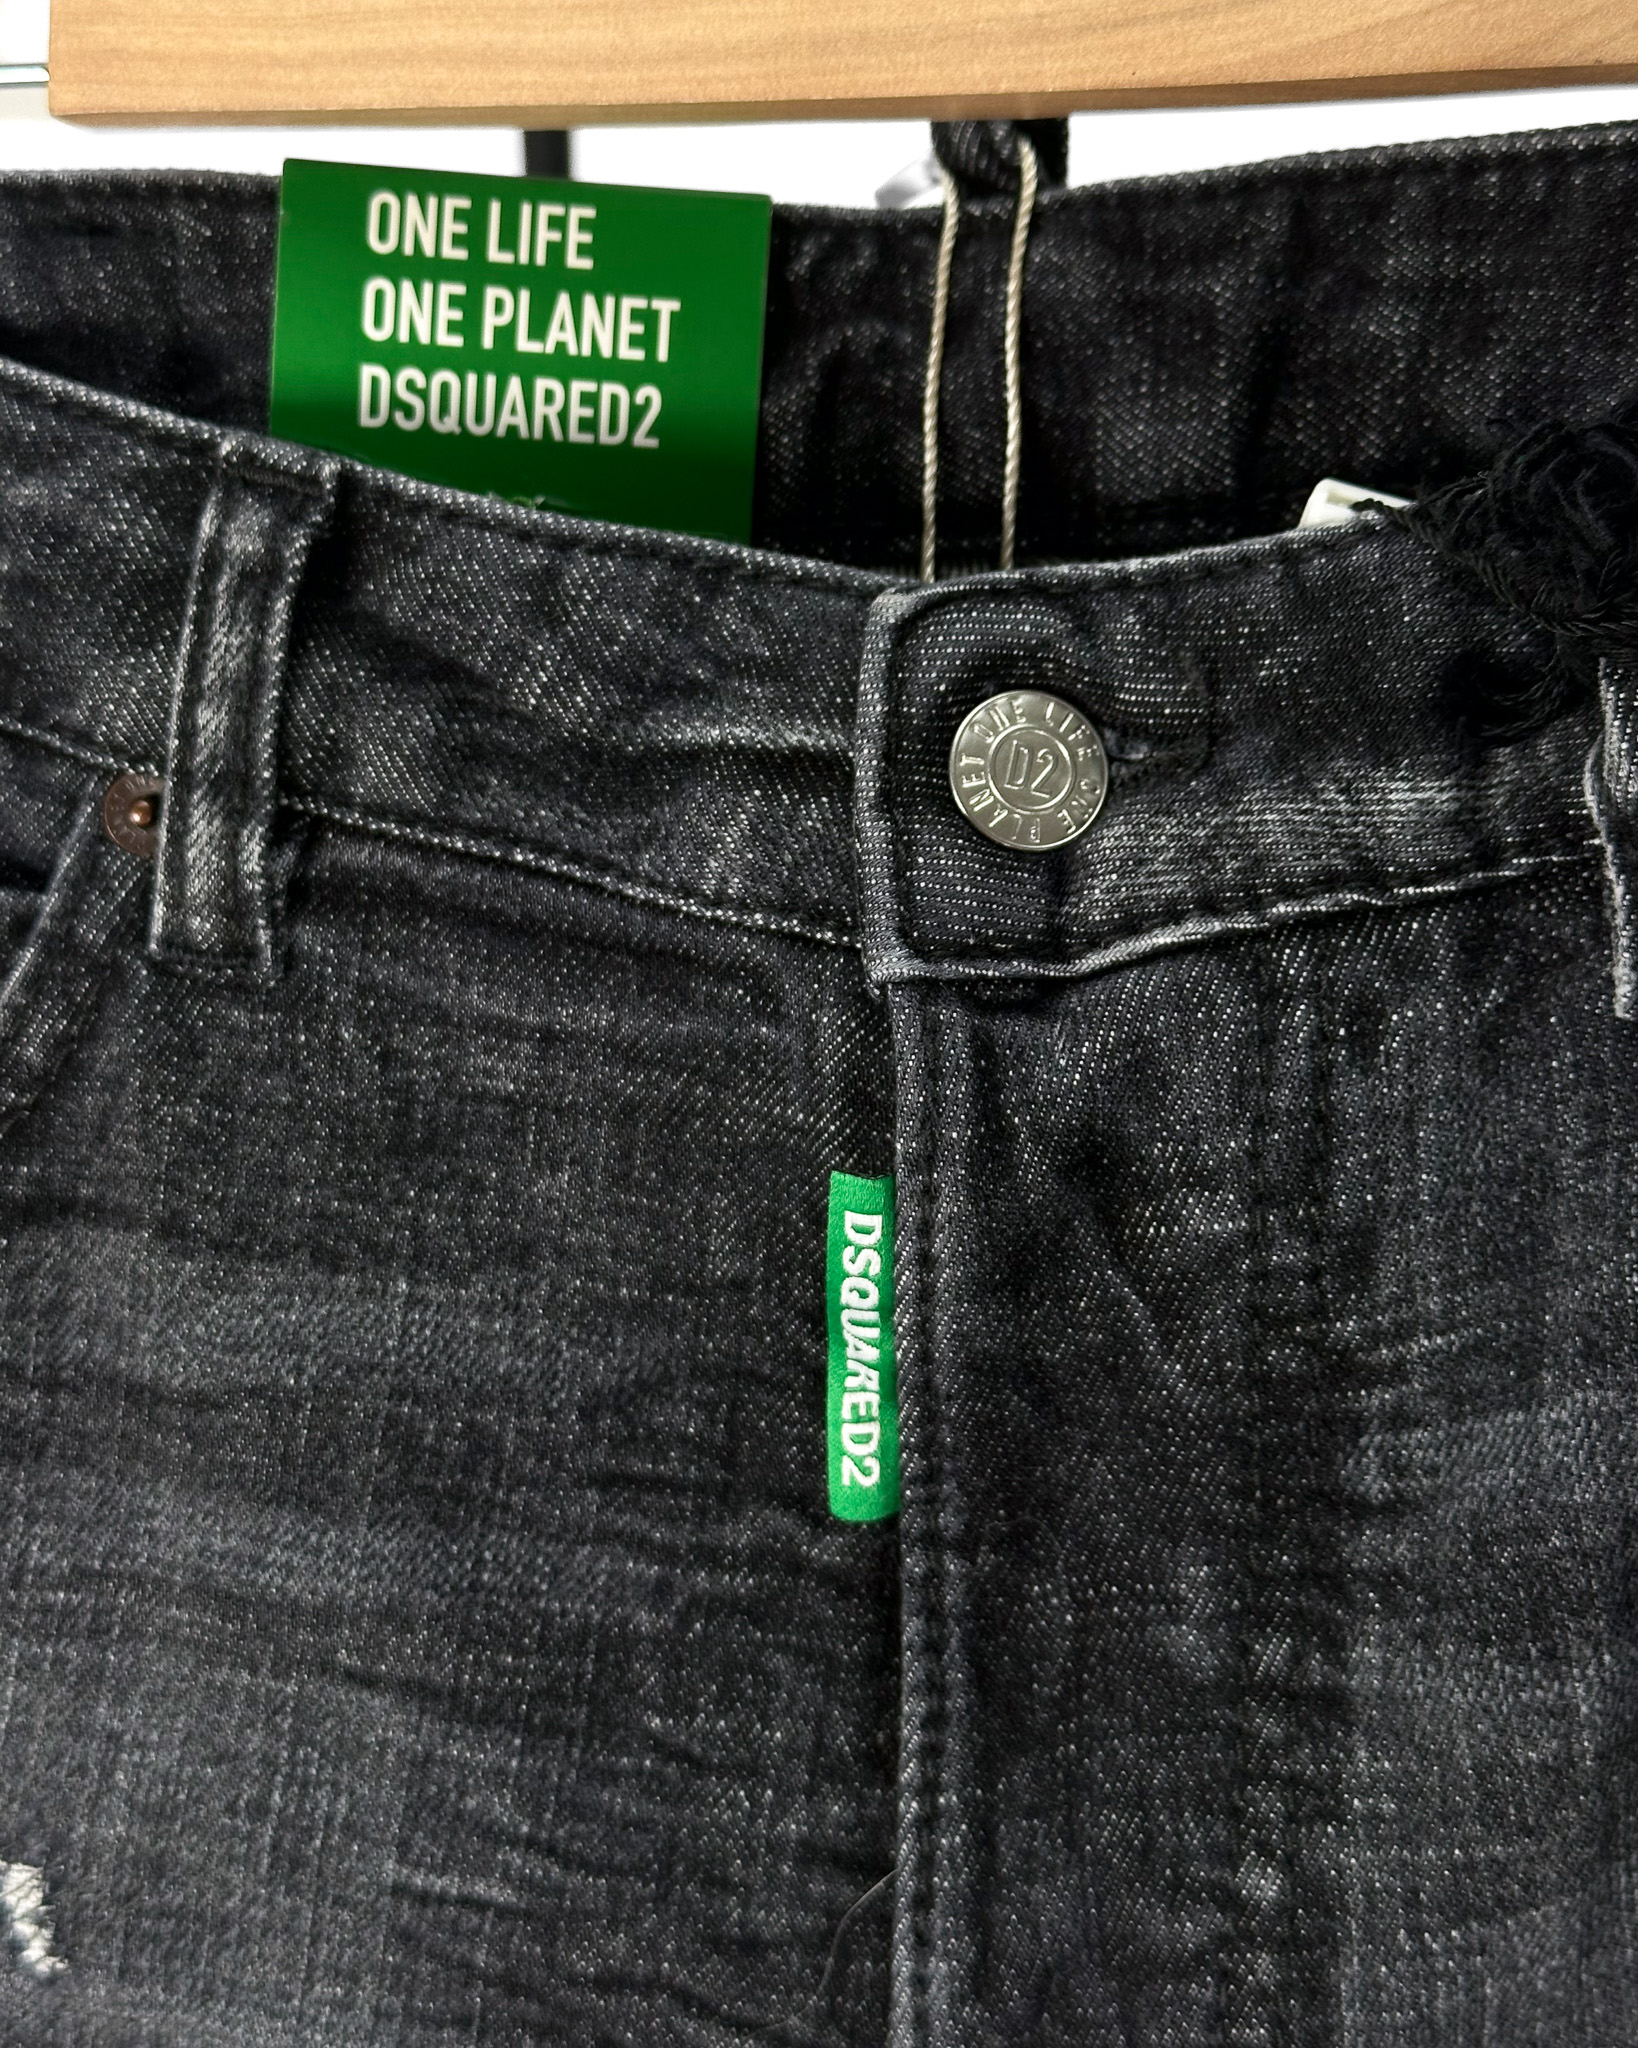 ONE LIFE
ONE PLANET
DSQUARED2
ONE LIFE ONE PLANET
D2
DSQUARED2